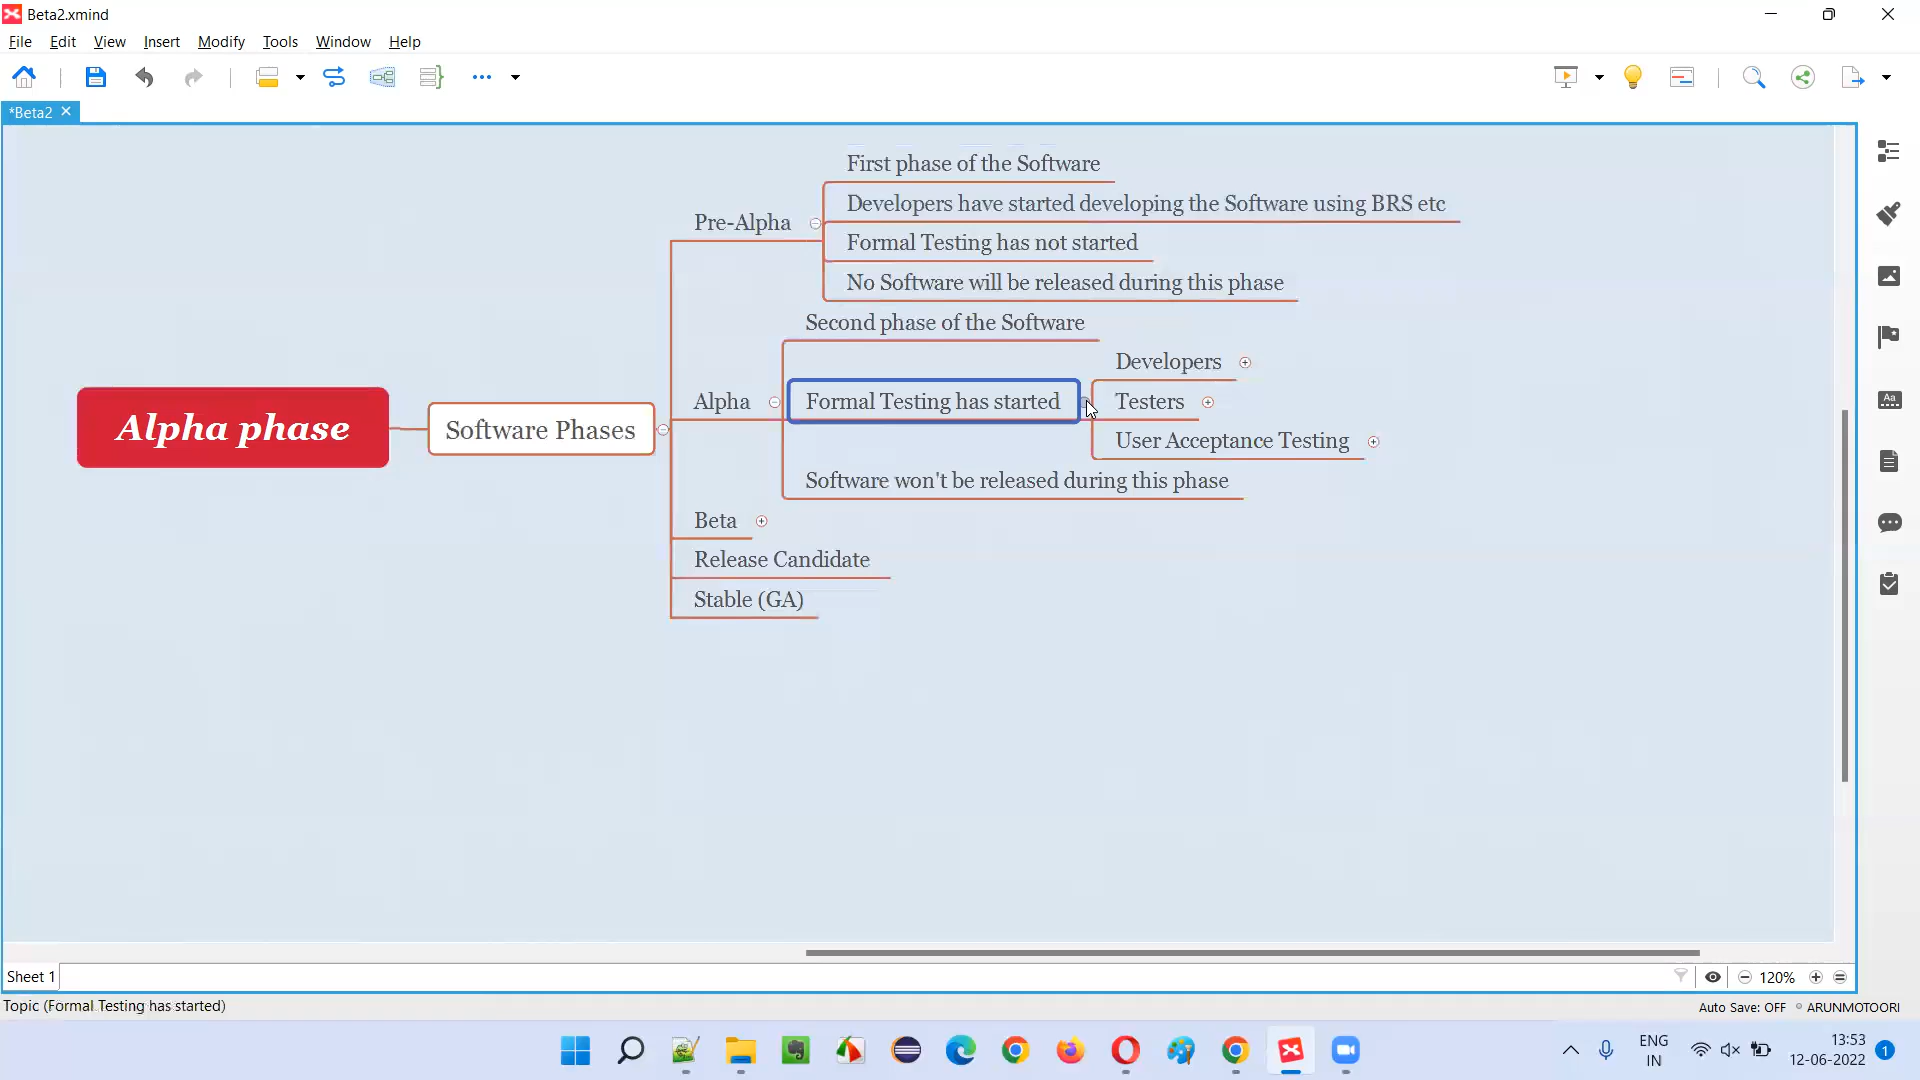 Beta2.xmind
File Edit View Insert Modify Tools Window Help
*Beta2
First phase of the Software
Developers have started developing the Software using BRS etc
Pre-Alpha
Formal Testing has not started
No Software will be released during this phase
Second phase of the Software
Developers
Alpha
Formal Testing has started
Testers
Alpha phase
Software Phases
User Acceptance Testing
Software won't be released during this phase
Beta
Release Candidate
Stable (GA)
Aa
Sheet 1
120%
Topic (Formal Testing has started)
Auto Save: OFF
ARUNMOTOORI
ENG
IN
13:53
12-06-2022
1